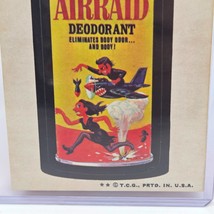 AIRRAID
DEODORANT
ELIMINATES BODY ODOR...
AND BODY!
** © T.C.G., PRTD. IN U.S.A.